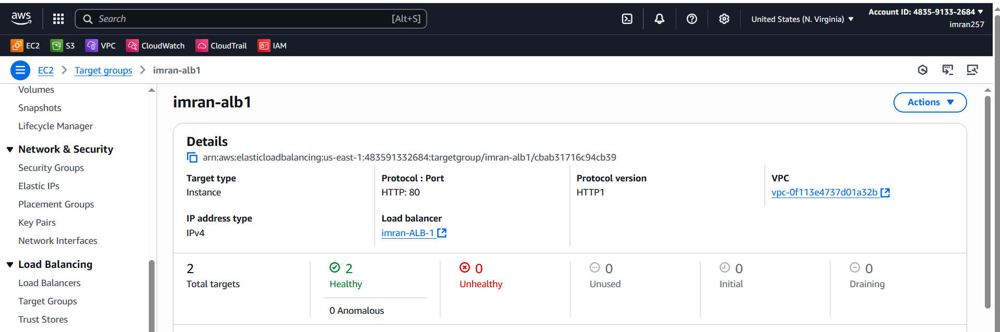 aws
Search
[Alt+S]
United States (N. Virginia)
Account ID: 4835-9133-2684
imran257
EC2
S3
VPC
CloudWatch
CloudTrail
IAM
EC2
Target groups
imran-alb1
Volumes
Snapshots
Lifecycle Manager
Network & Security
Security Groups
Elastic IPs
Placement Groups
Key Pairs
Network Interfaces
Load Balancing
Load Balancers
Target Groups
Trust Stores
imran-alb1
Actions
Details
arn:aws:elasticloadbalancing:us-east-1:483591332684:targetgroup/imran-alb1/cbab31716c94cb39
Target type
Instance
Protocol : Port
HTTP: 80
Protocol version
HTTP1
VPC
vpc-0f113e4737d01a32b
IP address type
IPv4
Load balancer
imran-ALB-1
2
Total targets
2
Healthy
0 Anomalous
0
Unhealthy
0
Unused
0
Initial
0
Draining